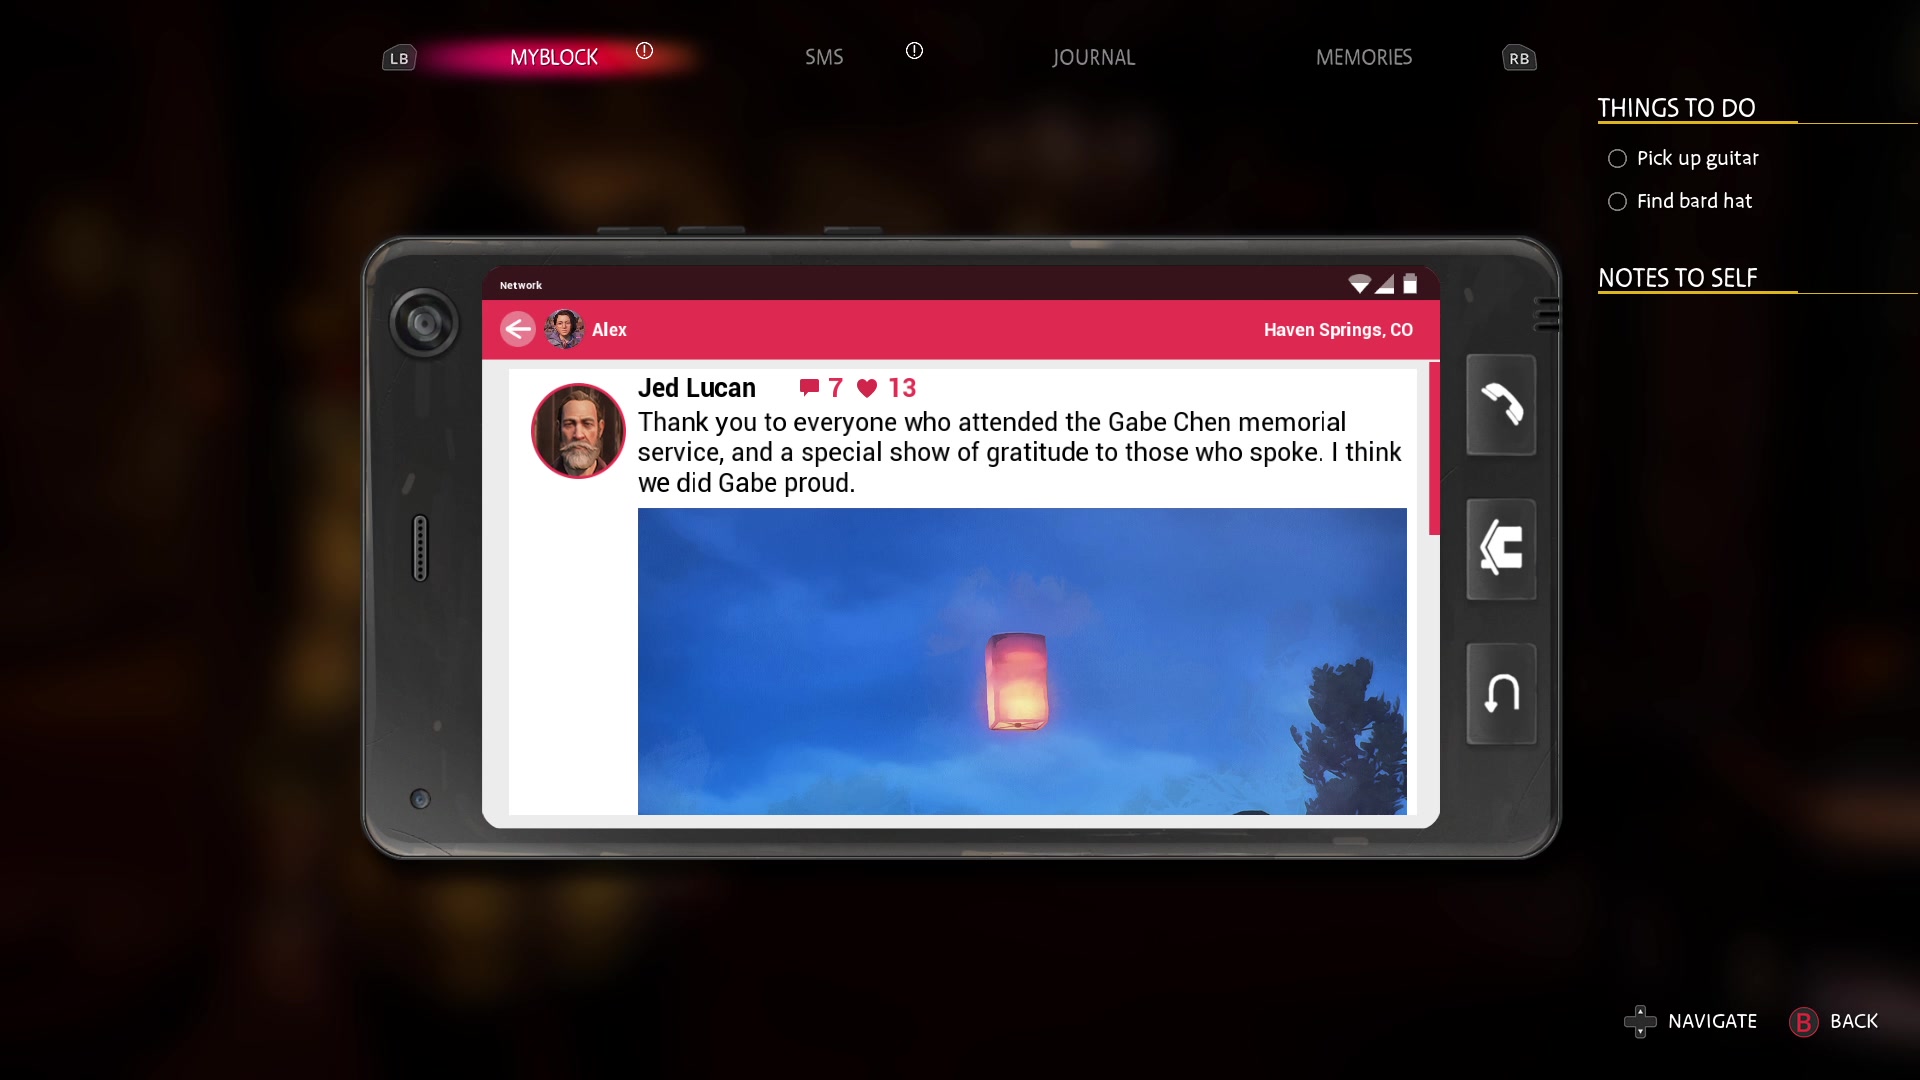 LB
MYBLOCK
SMS
JOURNAL
MEMORIES
RB
THINGS TO DO
Pick up guitar
Find bard hat
NOTES TO SELF
Network
Alex
Haven Springs, CO
Jed Lucan 7 13
Thank you to everyone who attended the Gabe Chen memorial
service, and a special show of gratitude to those who spoke. I think
we did Gabe proud.
NAVIGATE
B BACK